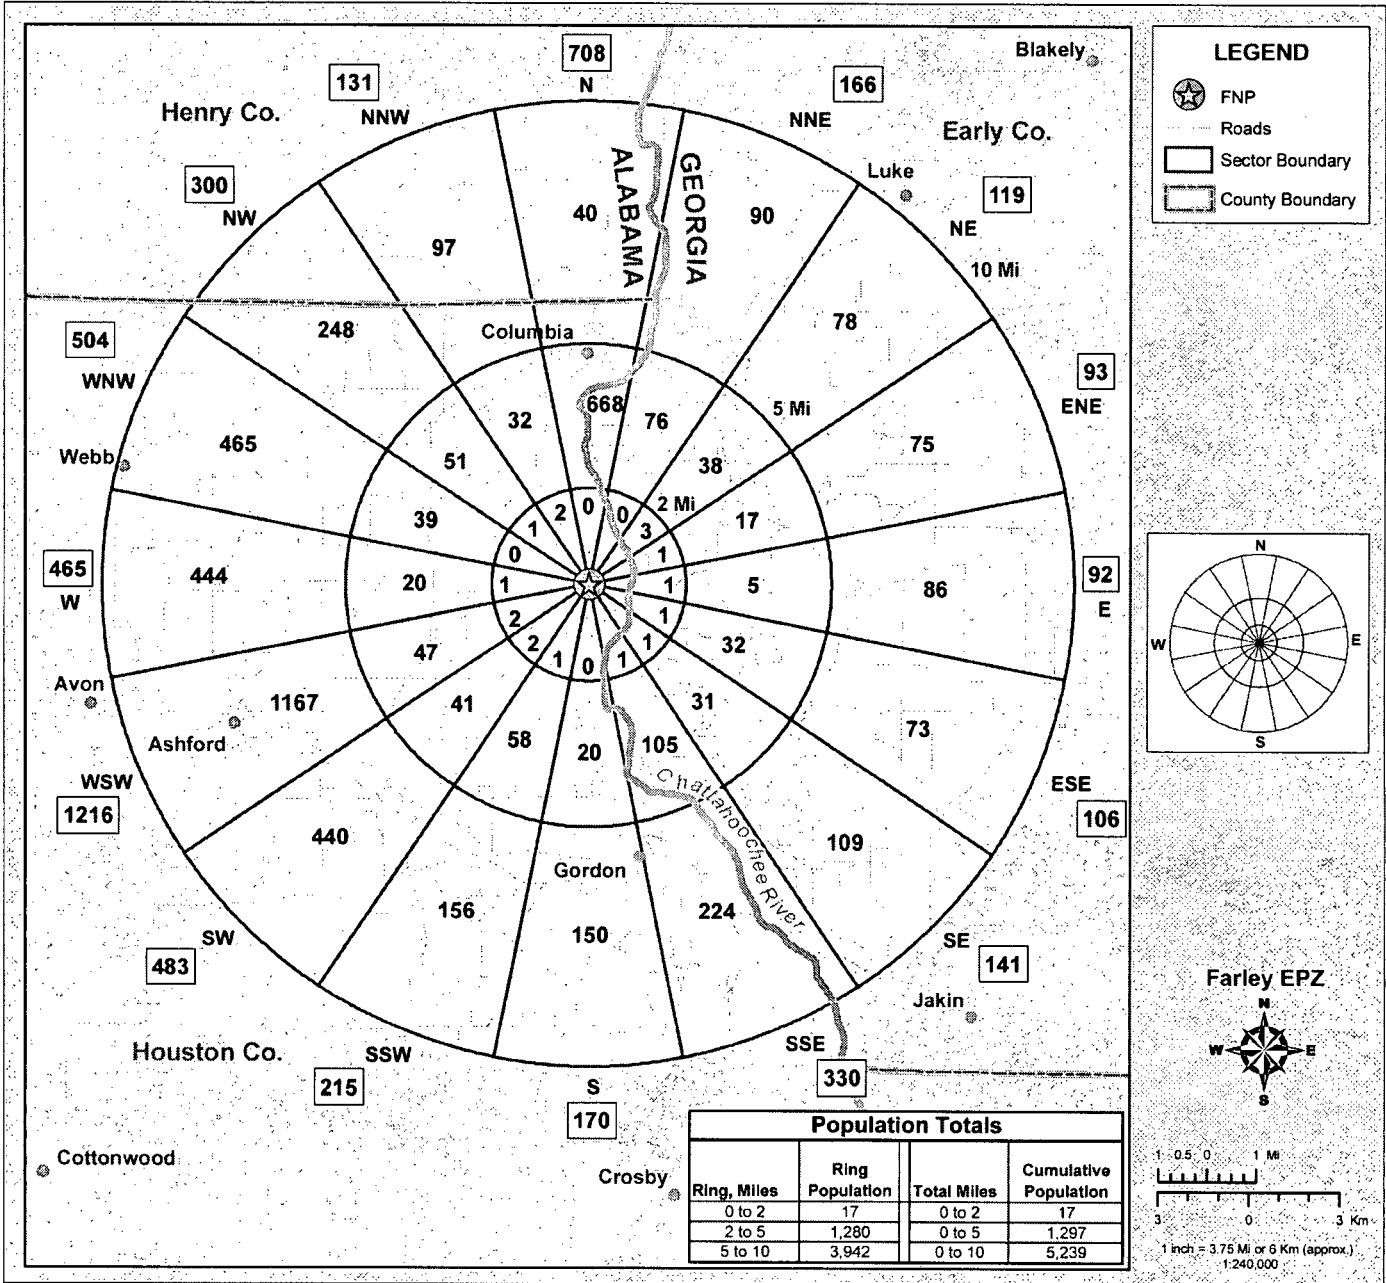 708
N
131
NNW
166
NNE
Blakely
Henry Co.
Early Co.
300
NW
Luke
119
NE
10 Mi
ALABAMA
GEORGIA
40
90
97
248
78
Columbia
504
WNW
93
ENE
5 Mi
668
76
32
465
75
Webb
51
38
2 Mi
39
17
2
0
0
1
3
0
1
465
W
444
20
1
1
5
86
92
E
2
1
47
2
1
0
1
1
32
Avon
1167
41
31
Ashford
58
20
105
73
WSW
1216
ESE
106
Chattahoochee River
440
109
Gordon
156
150
224
SW
483
SE
141
Jakin
Houston Co.
SSW
215
S
170
SSE
330
Cottonwood
Crosby
Population Totals
Ring, Miles Ring Population Total Miles Cumulative Population
0 to 2 17 0 to 2 17
2 to 5 1,280 0 to 5 1,297
5 to 10 3,942 0 to 10 5,239
LEGEND
FNP
Roads
Sector Boundary
County Boundary
N
W E
S
Farley EPZ
N
W E
S
1 0.5 0 1 Mi
3 0 3 Km
1 inch = 3.75 Mi or 6 Km (approx.)
1:240,000